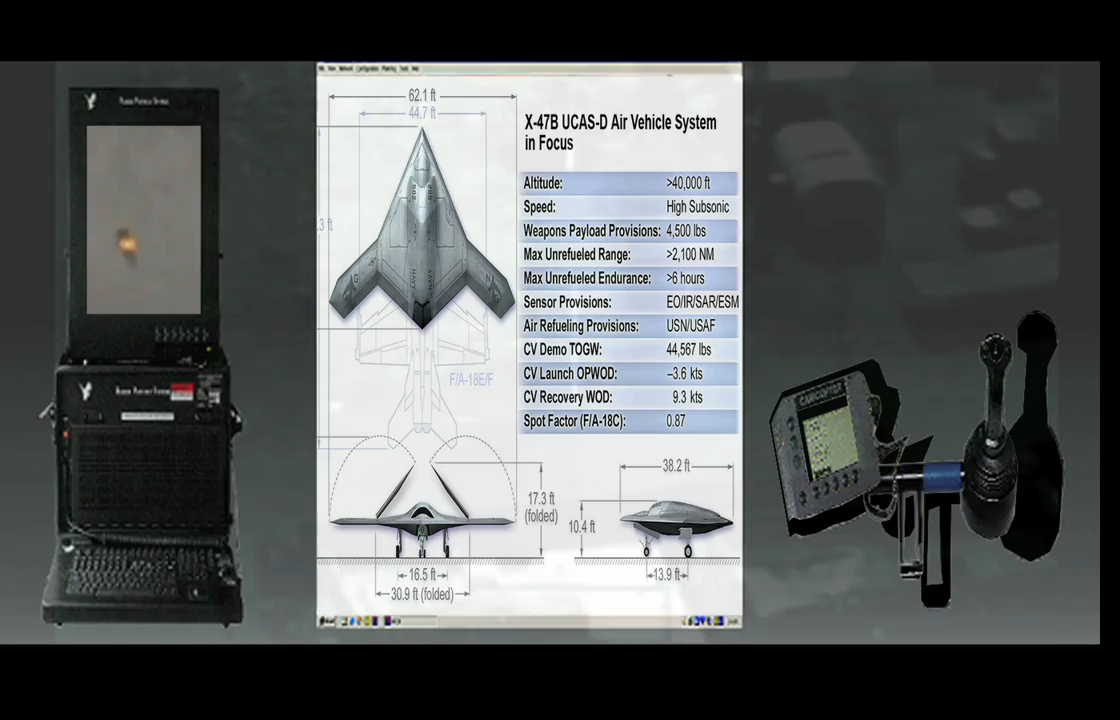 62.1 ft
44.7 ft
X-47B UCAS-D Air Vehicle System
in Focus
Altitude: >40,000 ft
Speed: High Subsonic
Weapons Payload Provisions: 4,500 lbs
Max Unrefueled Range: >2,100 NM
Max Unrefueled Endurance: >6 hours
Sensor Provisions: EO/IR/SAR/ESM
Air Refueling Provisions: USN/USAF
CV Demo TOGW: 44,567 lbs
CV Launch OPWOD: –3.6 kts
CV Recovery WOD: 9.3 kts
Spot Factor (F/A-18C): 0.87
.3 ft
NAVY
F/A-18E/F
17.3 ft
(folded)
38.2 ft
10.4 ft
16.5 ft
30.9 ft (folded)
13.9 ft
CAMCOPTER